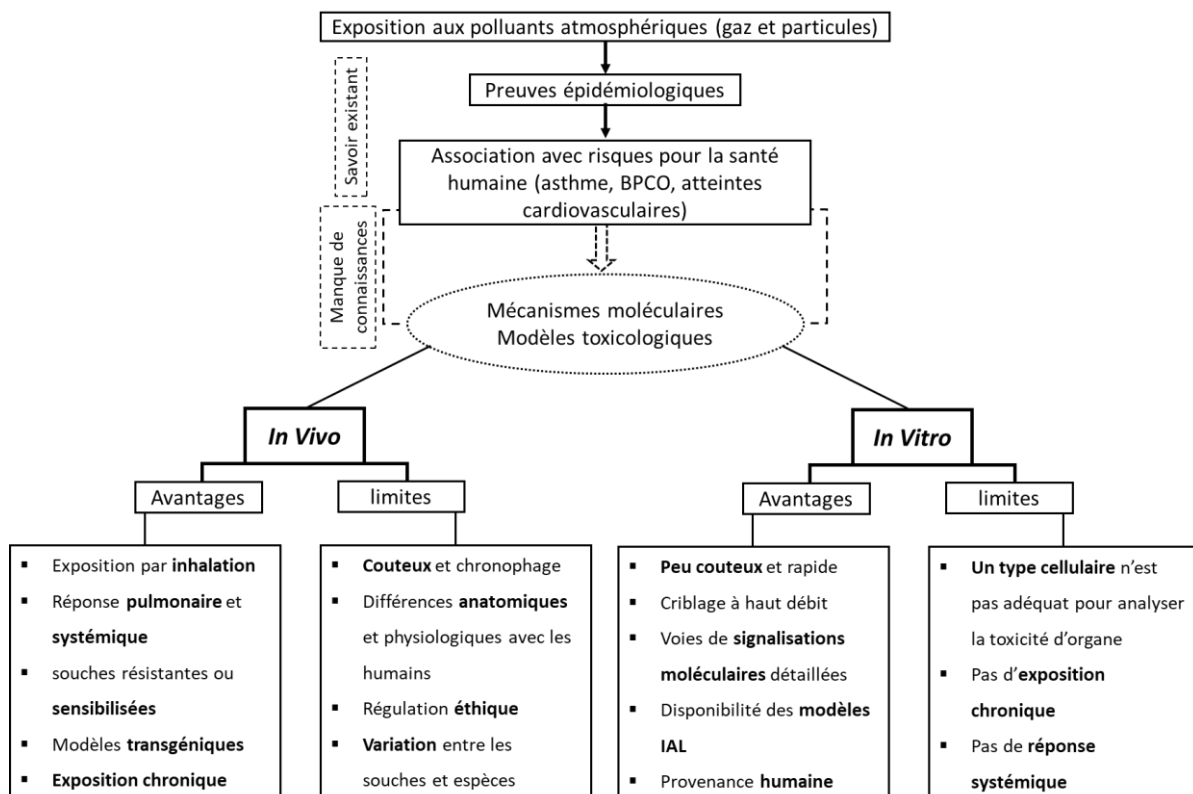 Exposition aux polluants atmosphériques (gaz et particules)
Preuves épidémiologiques
Savoir existant
Association avec risques pour la santé
humaine (asthme, BPCO, atteintes
cardiovasculaires)
Manque de
connaissances
Mécanismes moléculaires
Modèles toxicologiques
In Vivo
Avantages
limites
▪ Exposition par inhalation
▪ Réponse pulmonaire et
systémique
▪ souches résistantes ou
sensibilisées
▪ Modèles transgéniques
▪ Exposition chronique
▪ Couteux et chronophage
▪ Différences anatomiques
et physiologiques avec les
humains
▪ Régulation éthique
▪ Variation entre les
souches et espèces
In Vitro
Avantages
limites
▪ Peu couteux et rapide
▪ Criblage à haut débit
▪ Voies de signalisations
moléculaires détaillées
▪ Disponibilité des modèles
IAL
▪ Provenance humaine
▪ Un type cellulaire n’est
pas adéquat pour analyser
la toxicité d’organe
▪ Pas d’exposition
chronique
▪ Pas de réponse
systémique